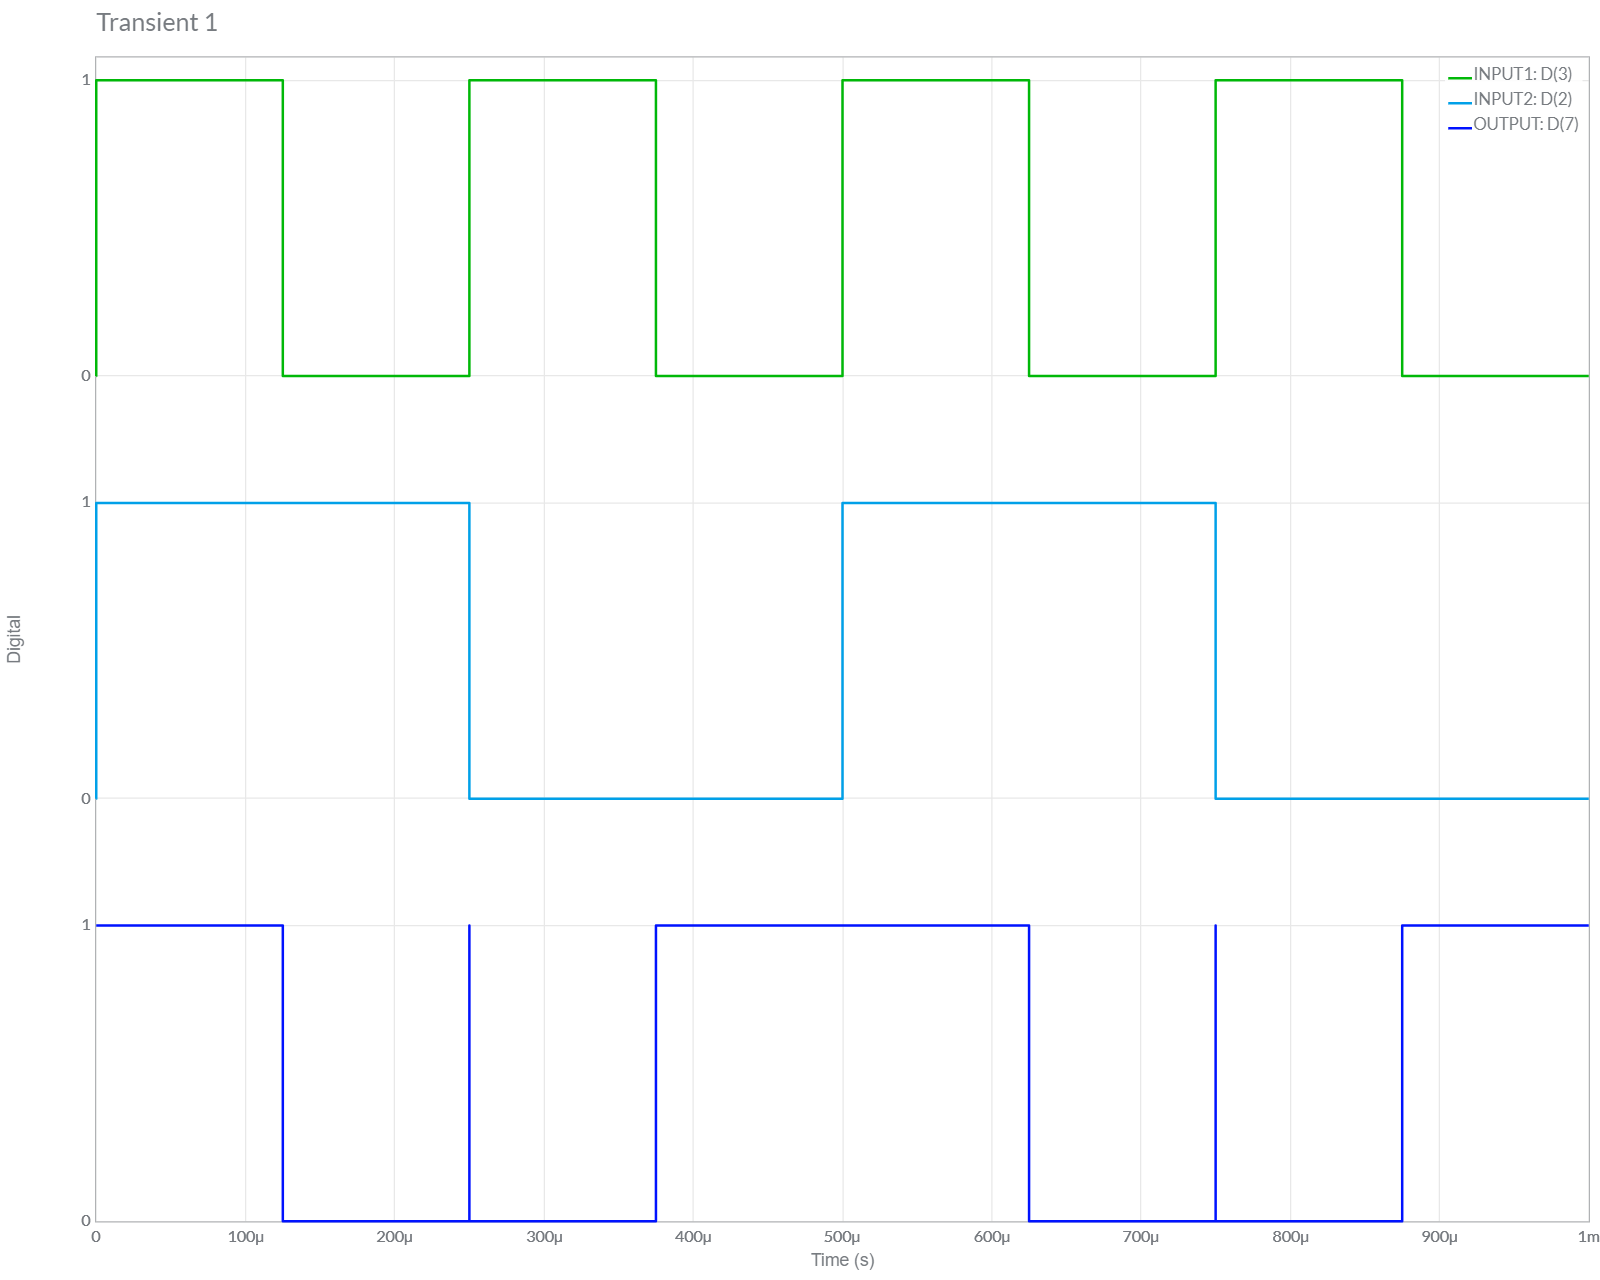 Transient 1
INPUT1: D(3)
INPUT2: D(2)
OUTPUT: D(7)
1
0
1
0
1
0
Digital
0 100µ 200µ 300µ 400µ 500µ 600µ 700µ 800µ 900µ 1m
Time (s)